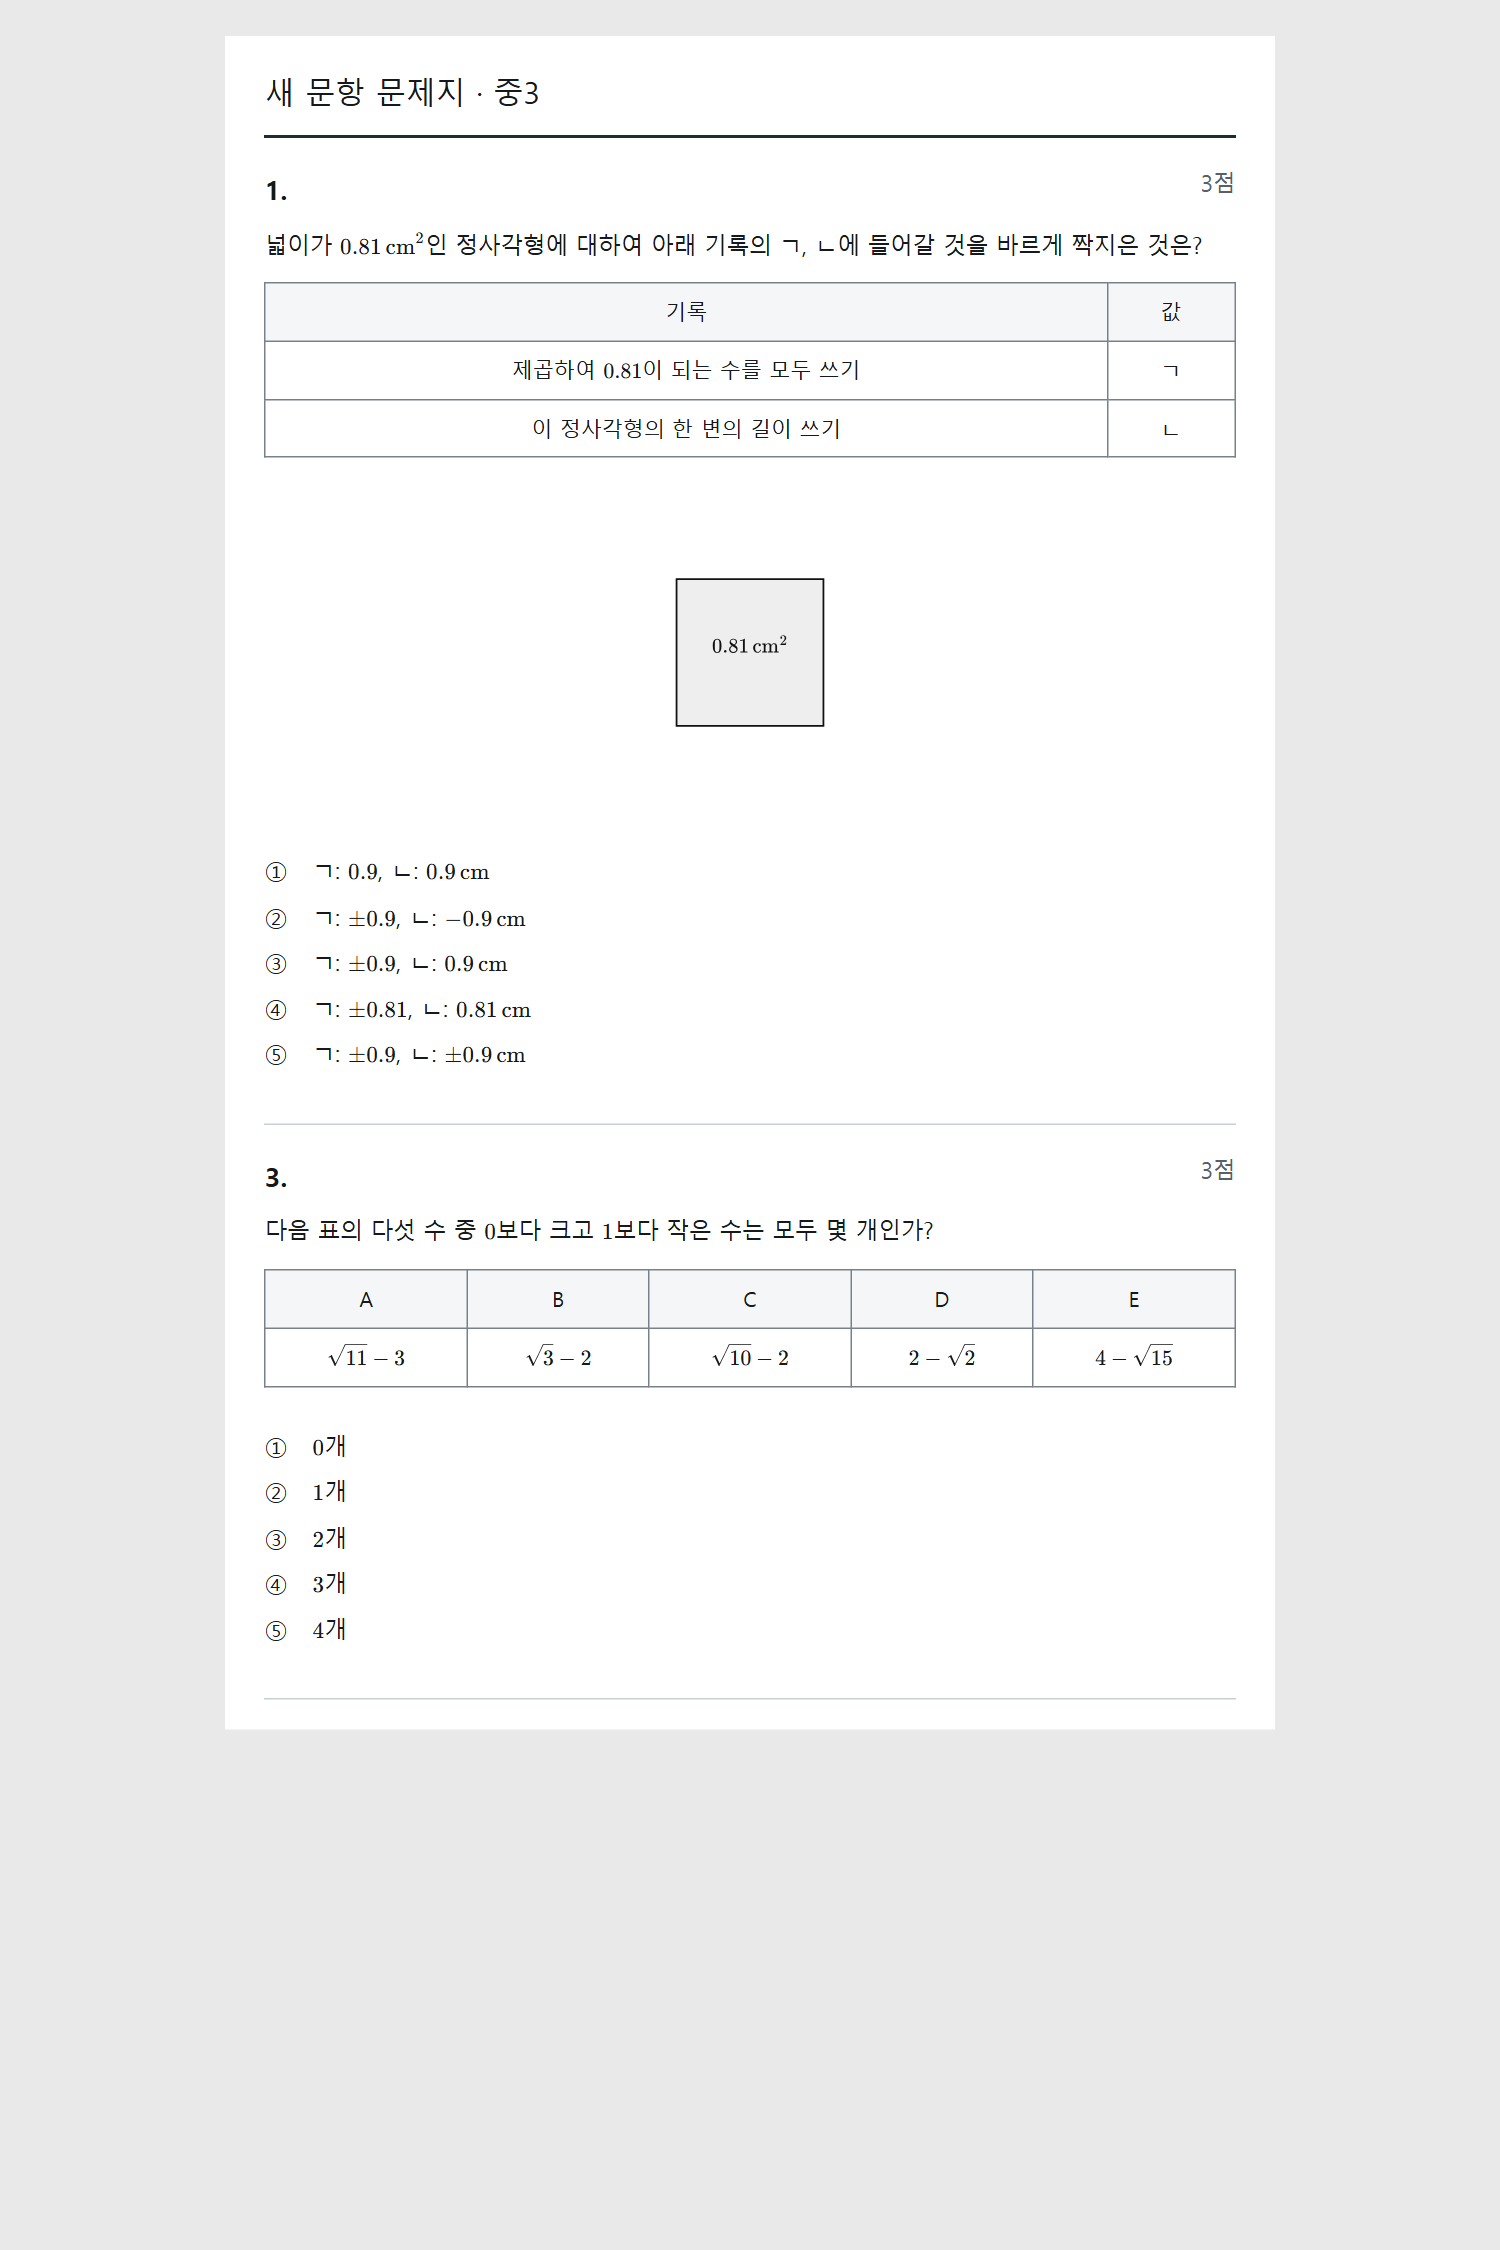 새 문항 문제지 · 중3
1.
3점
넓이가 0.81 cm²인 정사각형에 대하여 아래 기록의 ㄱ, ㄴ에 들어갈 것을 바르게 짝지은 것은?
기록 값
제곱하여 0.81이 되는 수를 모두 쓰기 ㄱ
이 정사각형의 한 변의 길이 쓰기 ㄴ
0.81 cm²
① ㄱ: 0.9, ㄴ: 0.9 cm
② ㄱ: ±0.9, ㄴ: −0.9 cm
③ ㄱ: ±0.9, ㄴ: 0.9 cm
④ ㄱ: ±0.81, ㄴ: 0.81 cm
⑤ ㄱ: ±0.9, ㄴ: ±0.9 cm
3.
3점
다음 표의 다섯 수 중 0보다 크고 1보다 작은 수는 모두 몇 개인가?
A B C D E
√11 − 3 √3 − 2 √10 − 2 2 − √2 4 − √15
① 0개
② 1개
③ 2개
④ 3개
⑤ 4개